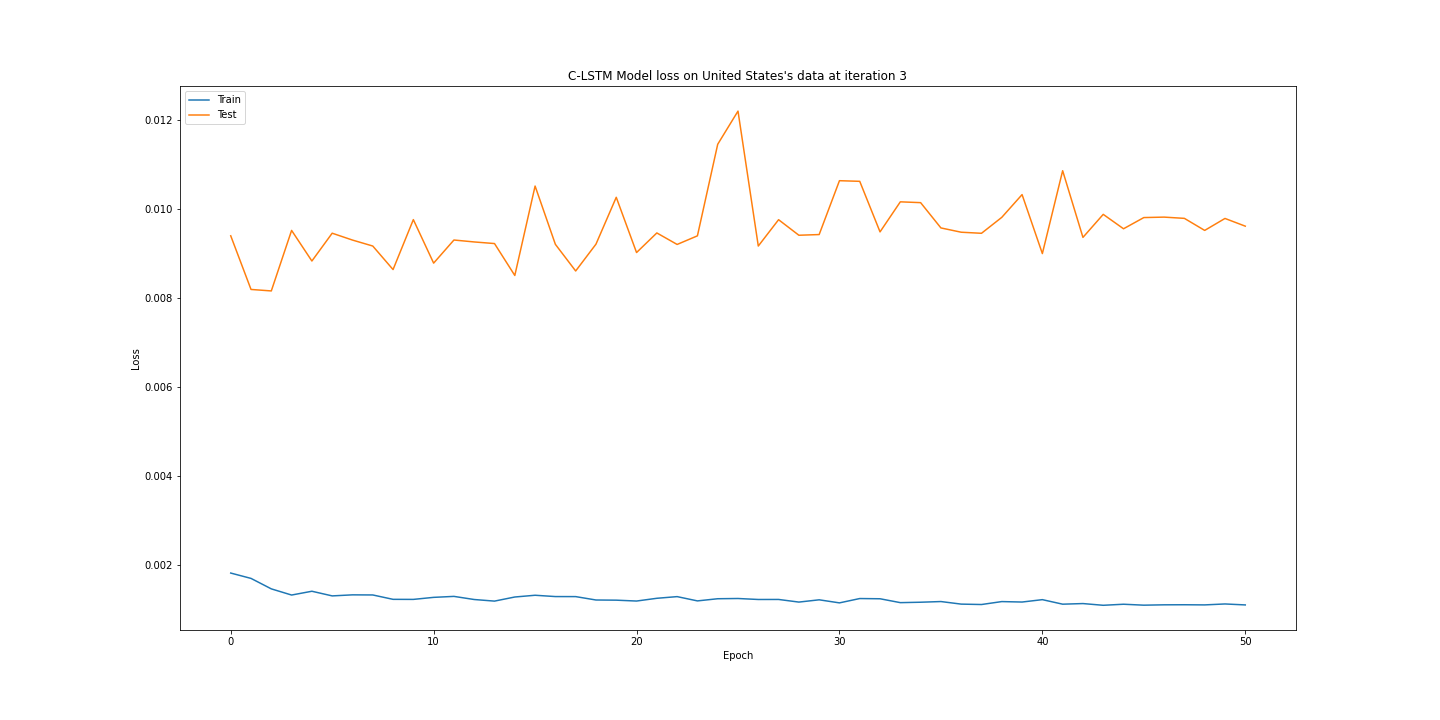 C-LSTM Model loss on United States's data at iteration 3
Train
Test
0.012
0.010
0.008
0.006
0.004
0.002
Loss
0 10 20 30 40 50
Epoch